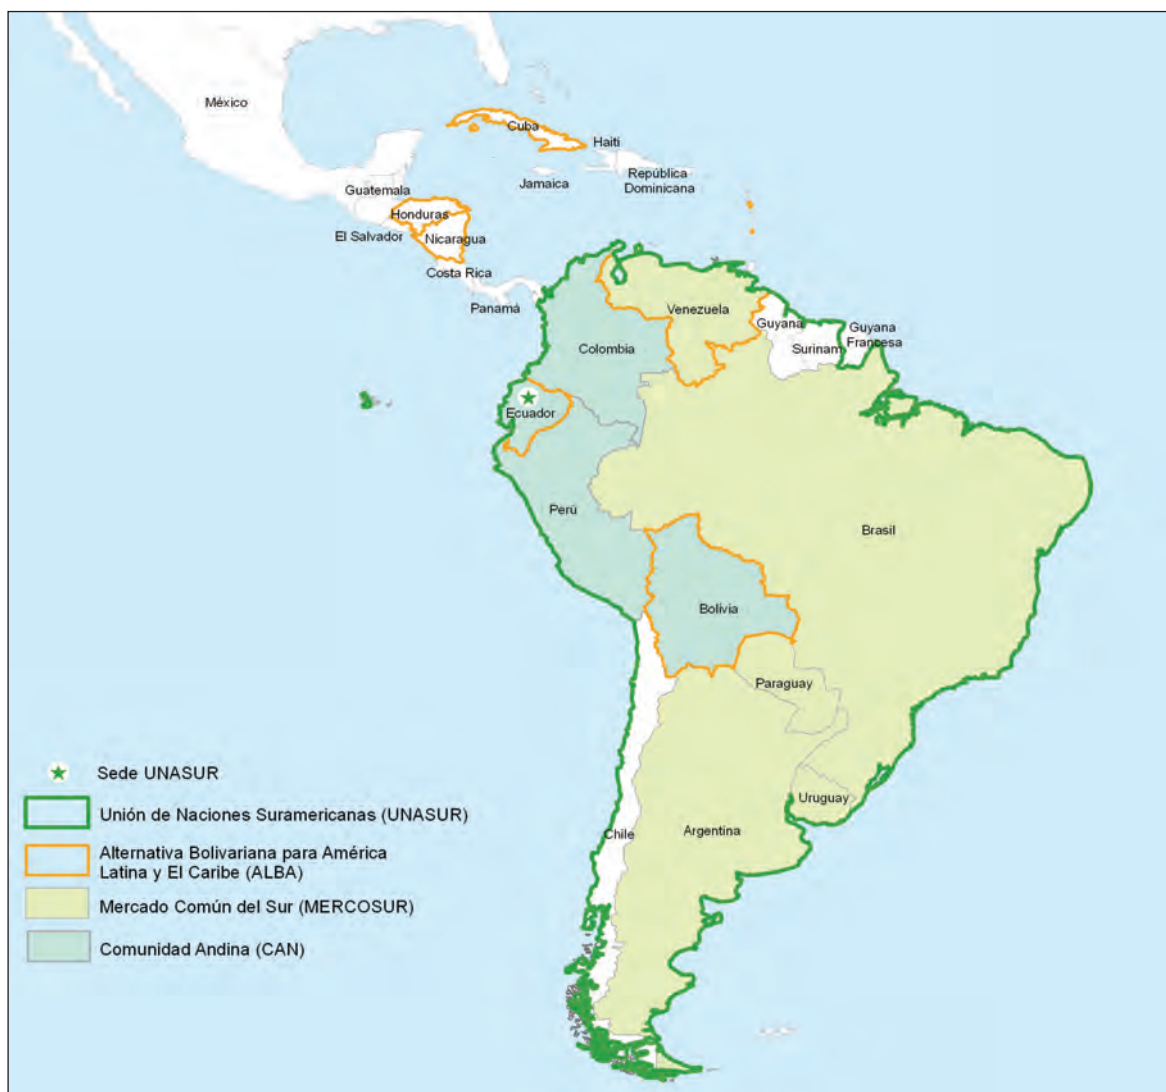 México
Cuba
Haiti
Jamaica
República
Dominicana
Guatemala
Honduras
El Salvador
Nicaragua
Costa Rica
Panamá
Venezuela
Guyana
Surinam
Guyana
Francesa
Colombia
Ecuador
Perú
Brasil
Bolívia
Paraguay
Uruguay
Chile
Argentina
Sede UNASUR
Unión de Naciones Suramericanas (UNASUR)
Alternativa Bolivariana para América
Latina y El Caribe (ALBA)
Mercado Común del Sur (MERCOSUR)
Comunidad Andina (CAN)